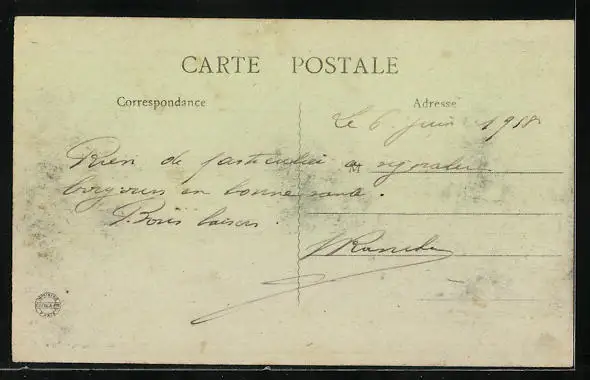 CARTE POSTALE
Correspondance
Adresse
Le 6 juin 1918
Rien de particulier a signaler
M
toujours en bonne santé.
Bons baisers.